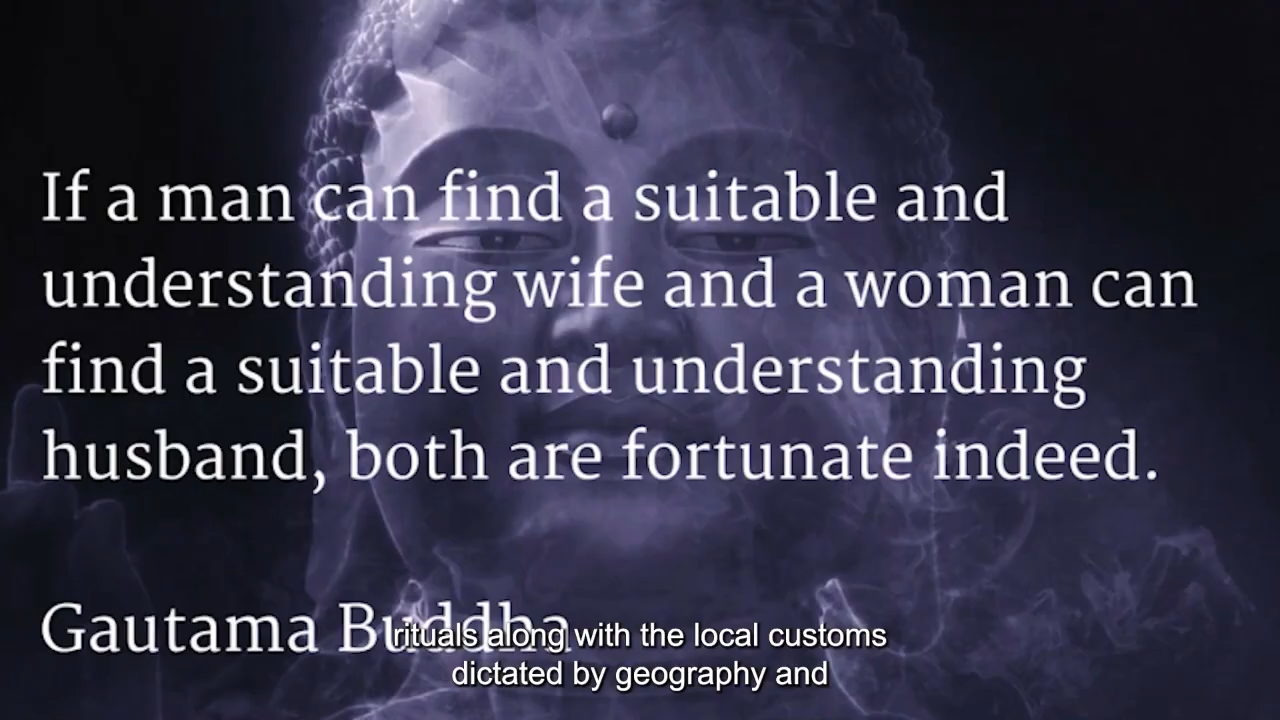 If a man can find a suitable and
understanding wife and a woman can
find a suitable and understanding
husband, both are fortunate indeed.
Gautama Buddha
rituals along with the local customs
dictated by geography and